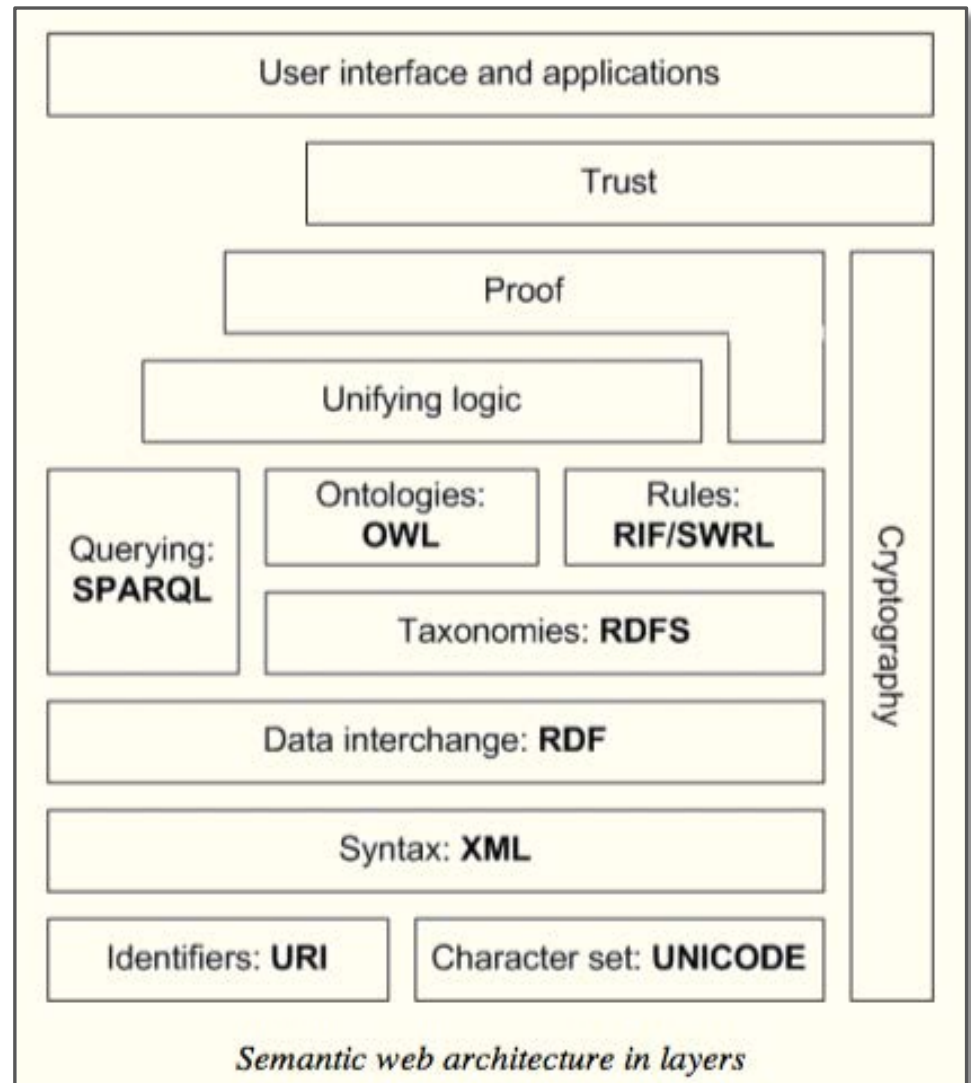 User interface and applications
Trust
Proof
Unifying logic
Querying:
SPARQL
Ontologies:
OWL
Rules:
RIF/SWRL
Taxonomies: RDFS
Cryptography
Data interchange: RDF
Syntax: XML
Identifiers: URI
Character set: UNICODE
Semantic web architecture in layers